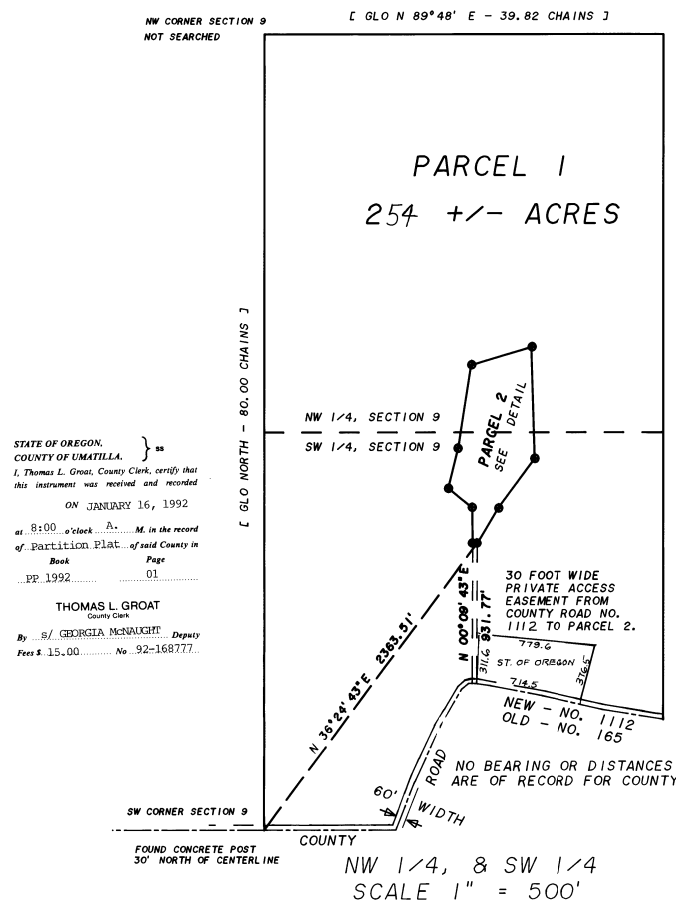 NW CORNER SECTION 9
NOT SEARCHED
[ GLO N 89°48' E - 39.82 CHAINS ]
PARCEL 1
254 +/- ACRES
[ GLO NORTH - 80.00 CHAINS ]
NW 1/4, SECTION 9
SW 1/4, SECTION 9
PARCEL 2
SEE DETAIL
STATE OF OREGON,
COUNTY OF UMATILLA. } ss
I, Thomas L. Groat, County Clerk, certify that
this instrument was received and recorded
ON JANUARY 16, 1992
at 8:00 o'clock A. M. in the record
of Partition Plat of said County in
Book Page
PP 1992 01
THOMAS L. GROAT
County Clerk
By s/ GEORGIA McNAUGHT Deputy
Fees $ 15.00 No 92-168777
N 36°24' 43" E 2363.51'
N 00°09' 43" E
931.77'
30 FOOT WIDE
PRIVATE ACCESS
EASEMENT FROM
COUNTY ROAD NO.
1112 TO PARCEL 2.
779.6
311.6
ST. OF OREGON
376.5
714.5
NEW - NO. 1112
OLD - NO. 165
NO BEARING OR DISTANCES
ARE OF RECORD FOR COUNTY
ROAD
60'
WIDTH
SW CORNER SECTION 9
COUNTY
FOUND CONCRETE POST
30' NORTH OF CENTERLINE
NW 1/4, & SW 1/4
SCALE 1" = 500'